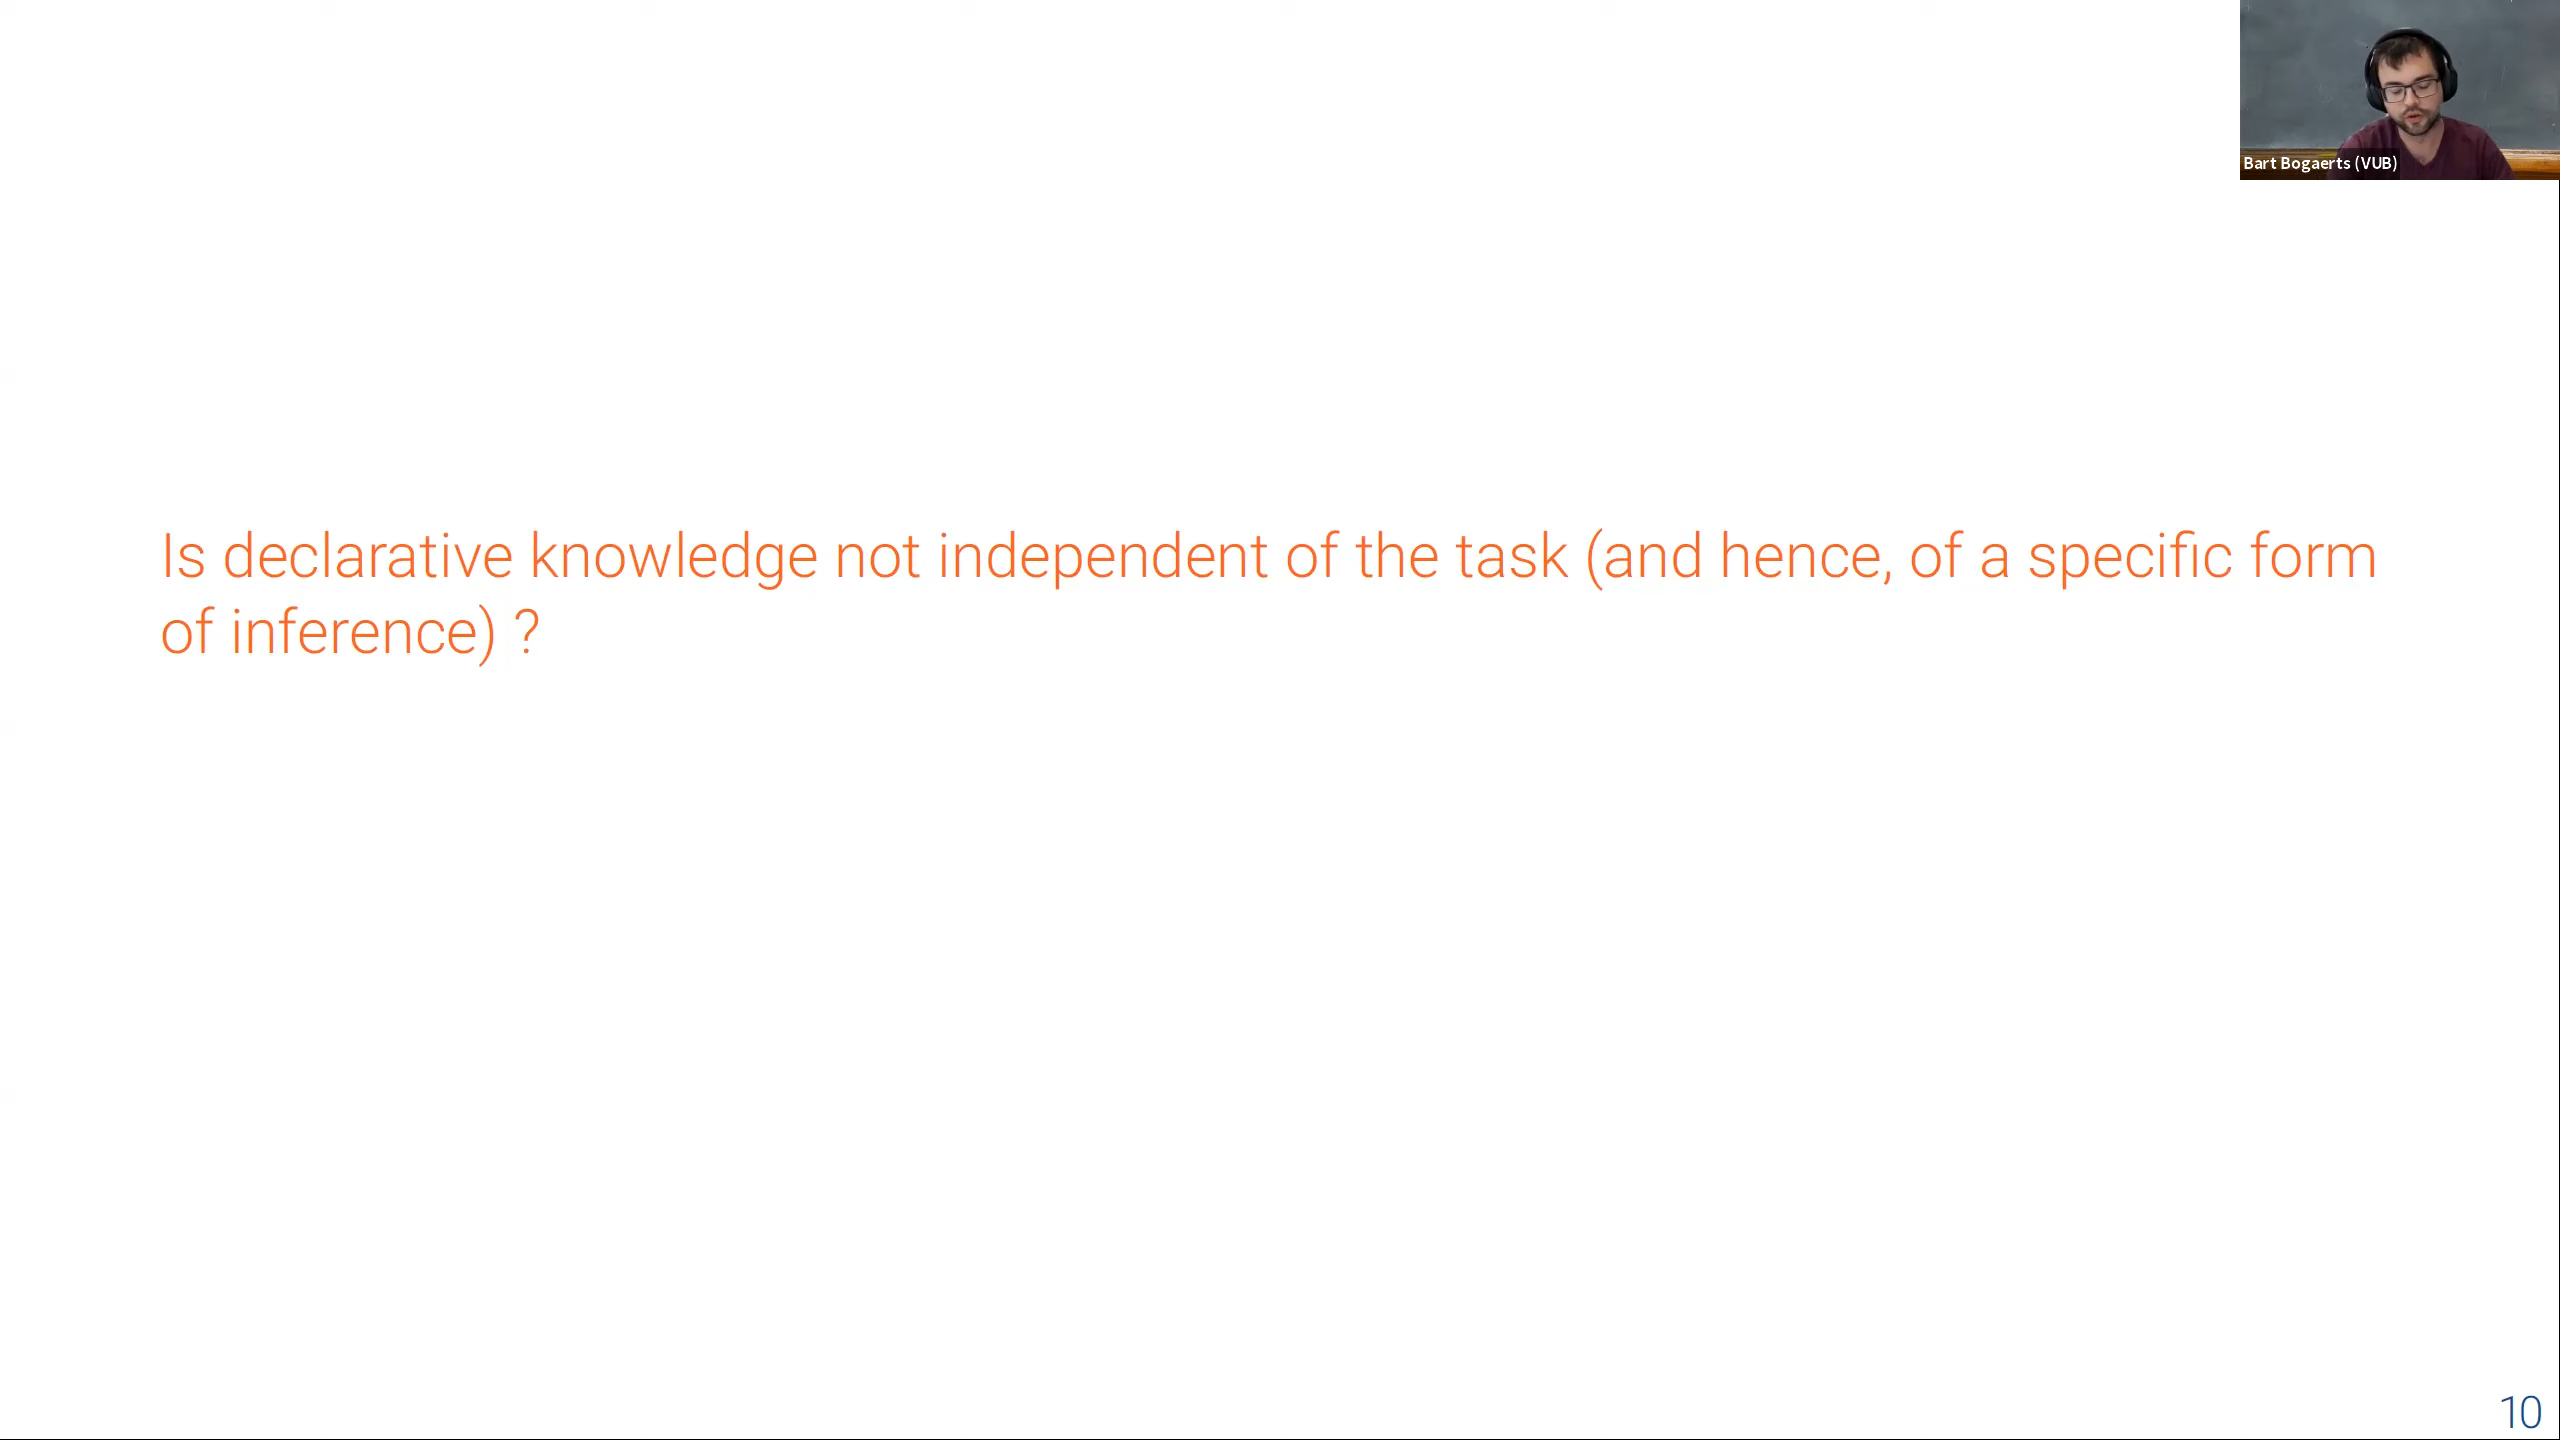 Bart Bogaerts (VUB)
Is declarative knowledge not independent of the task (and hence, of a specific form
of inference) ?
10